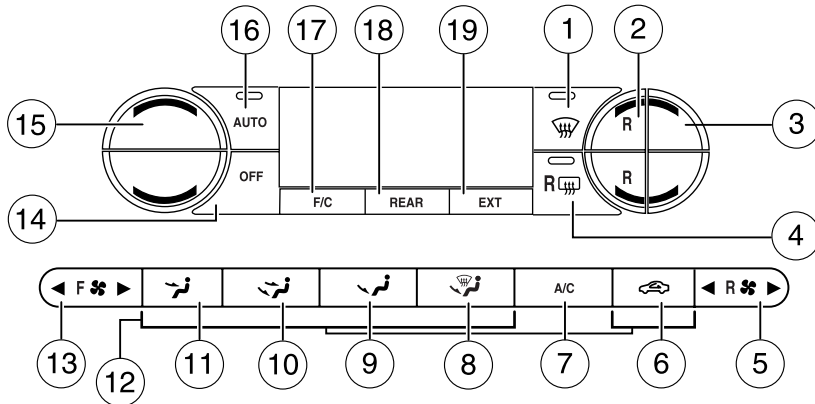 16 17 18 19 1 2
15 AUTO R 3
OFF R R
14 F/C REAR EXT 4
F A/C R
13 12 11 10 9 8 7 6 5